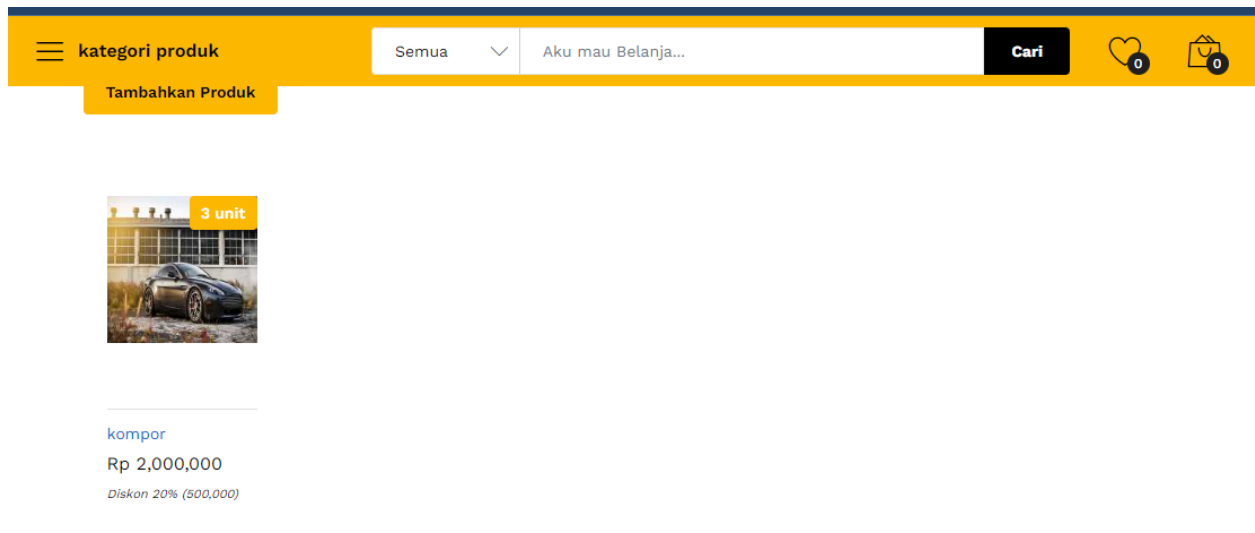 kategori produk
Semua
Aku mau Belanja...
Cari
0
0
Tambahkan Produk
3 unit
kompor
Rp 2,000,000
Diskon 20% (500,000)